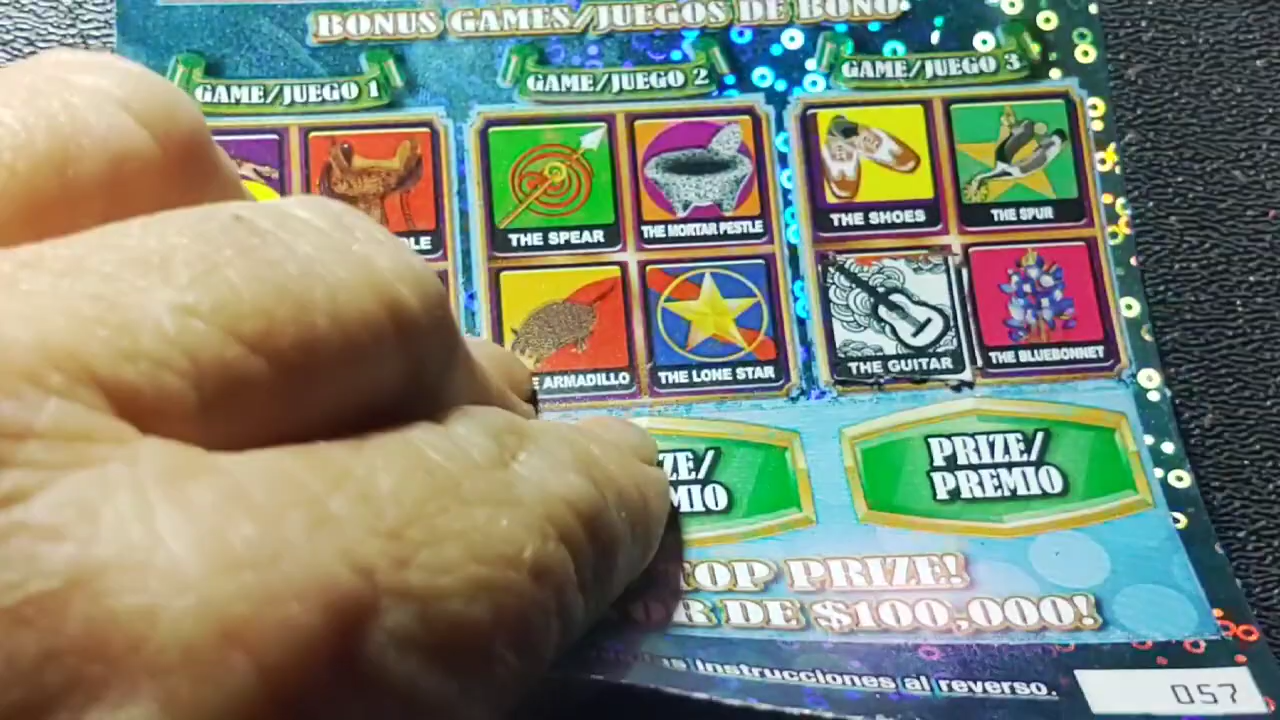 BONUS GAMES/JUEGOS DE BONO
GAME/JUEGO 1
GAME/JUEGO 2
GAME/JUEGO 3
THE SPEAR
THE MORTAR PESTLE
THE SHOES
THE SPUR
ARMADILLO
THE LONE STAR
THE GUITAR
THE BLUEBONNET
PRIZE/
PREMIO
TOP PRIZE!
DE $100,000!
instrucciones al reverso.
057